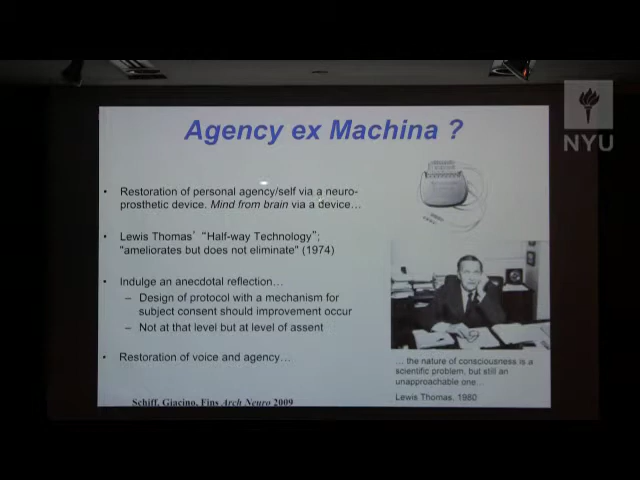 Agency ex Machina ?
NYU
• Restoration of personal agency/self via a neuro-
prosthetic device. Mind from brain via a device…
• Lewis Thomas' “Half-way Technology”;
“ameliorates but does not eliminate” (1974)
• Indulge an anecdotal reflection…
– Design of protocol with a mechanism for
subject consent should improvement occur
– Not at that level but at level of assent
• Restoration of voice and agency…
… the nature of consciousness is a
scientific problem, but still an
unapproachable one…
Lewis Thomas, 1980
Schiff, Giacino, Fins Arch Neuro 2009